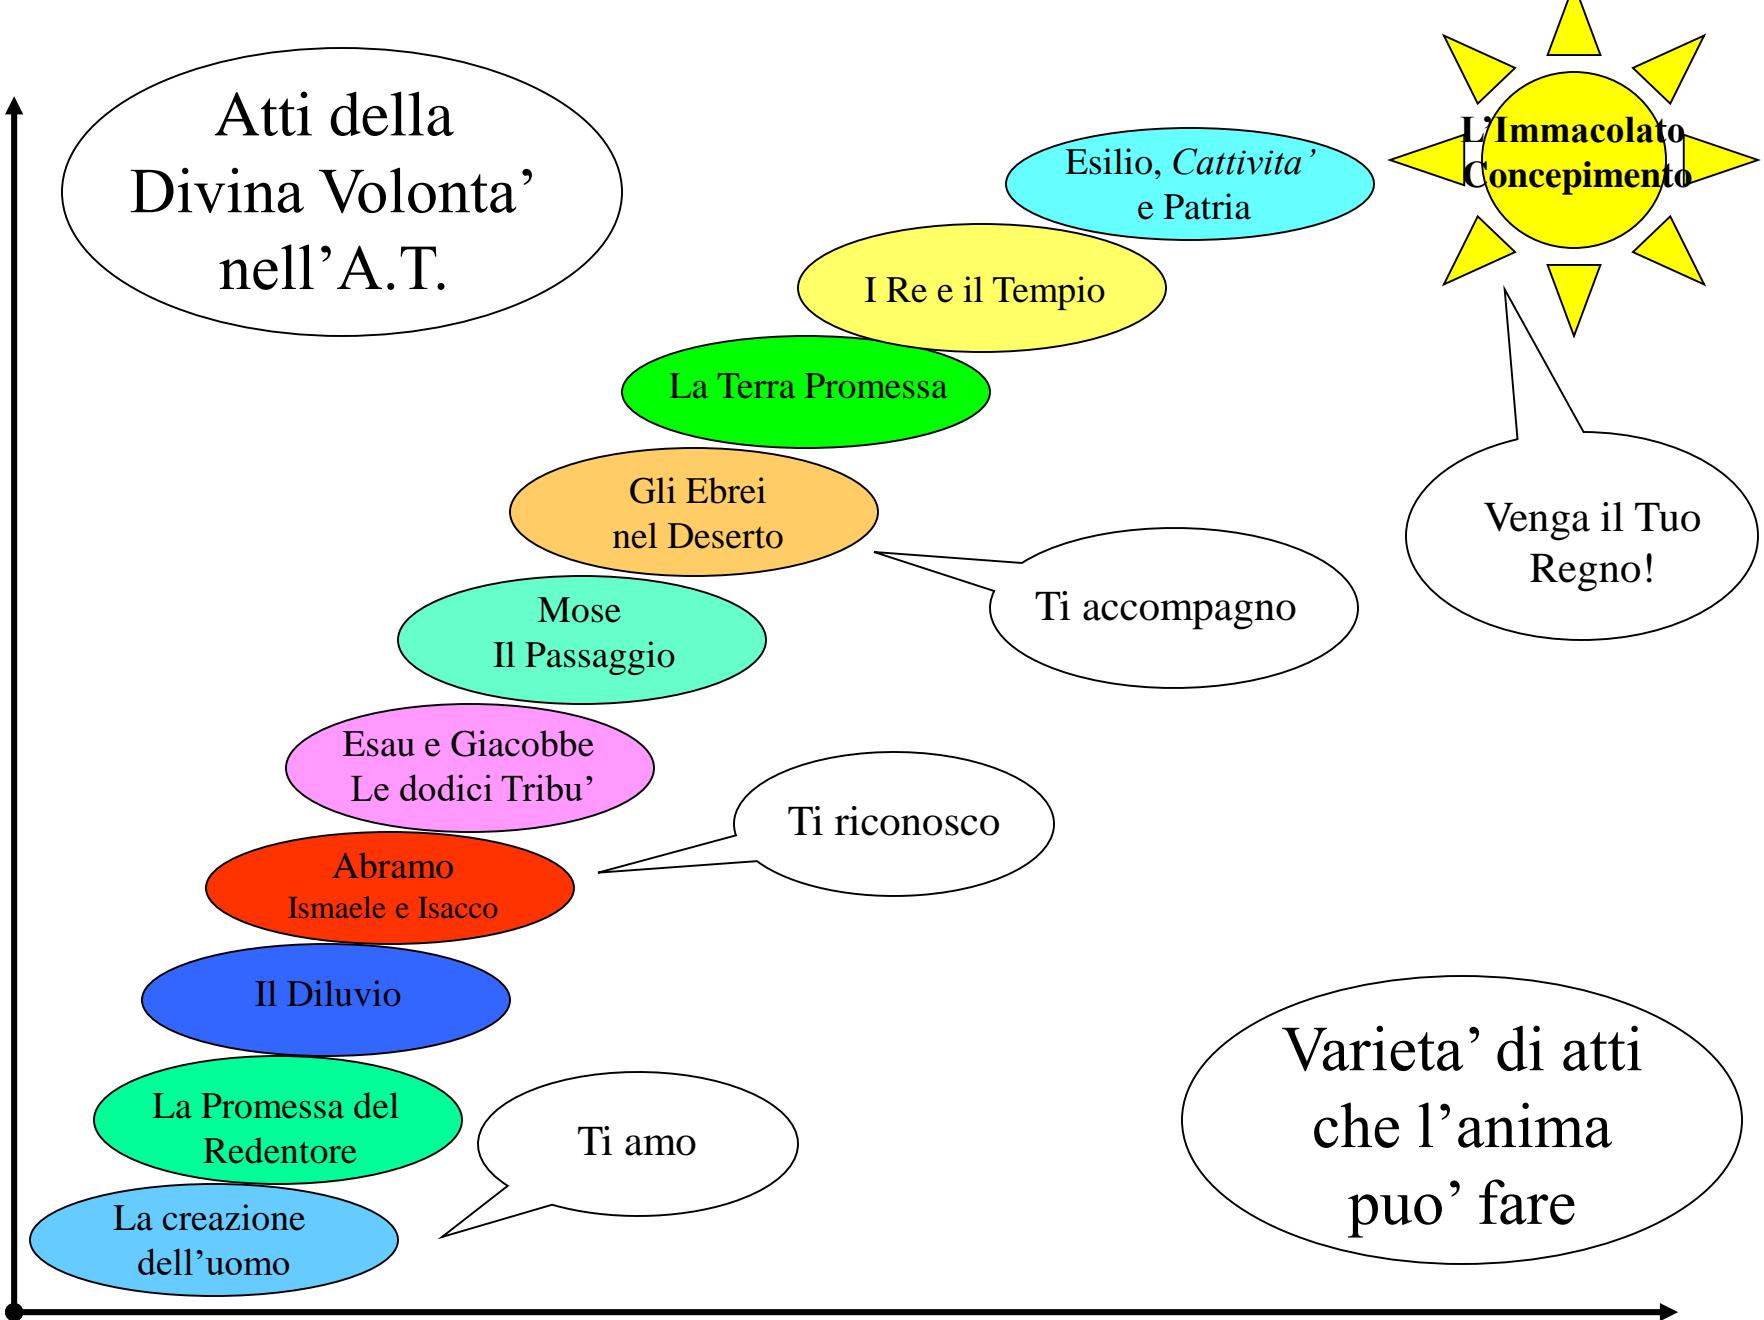 Atti della
Divina Volonta’
nell’A.T.
L’Immacolato
Concepimento
Esilio, Cattivita’
e Patria
I Re e il Tempio
La Terra Promessa
Gli Ebrei
nel Deserto
Venga il Tuo
Regno!
Ti accompagno
Mose
Il Passaggio
Esau e Giacobbe
Le dodici Tribu’
Ti riconosco
Abramo
Ismaele e Isacco
Il Diluvio
La Promessa del
Redentore
Ti amo
La creazione
dell’uomo
Varieta’ di atti
che l’anima
puo’ fare